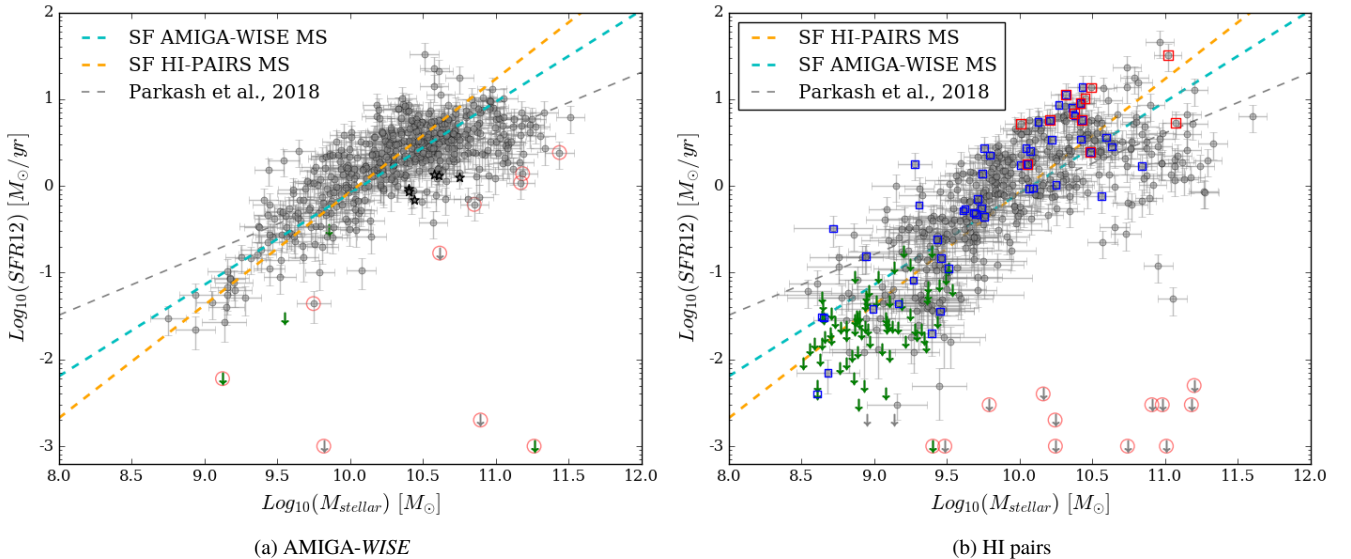 SF AMIGA-WISE MS
SF HI-PAIRS MS
Parkash et al., 2018
2
1
0
-1
-2
-3
Log10(SFR12) [M⊙/yr]
8.0 8.5 9.0 9.5 10.0 10.5 11.0 11.5 12.0
Log10(Mstellar) [M⊙]
(a) AMIGA-WISE
SF HI-PAIRS MS
SF AMIGA-WISE MS
Parkash et al., 2018
2
1
0
-1
-2
-3
Log10(SFR12) [M⊙/yr]
8.0 8.5 9.0 9.5 10.0 10.5 11.0 11.5 12.0
Log10(Mstellar) [M⊙]
(b) HI pairs